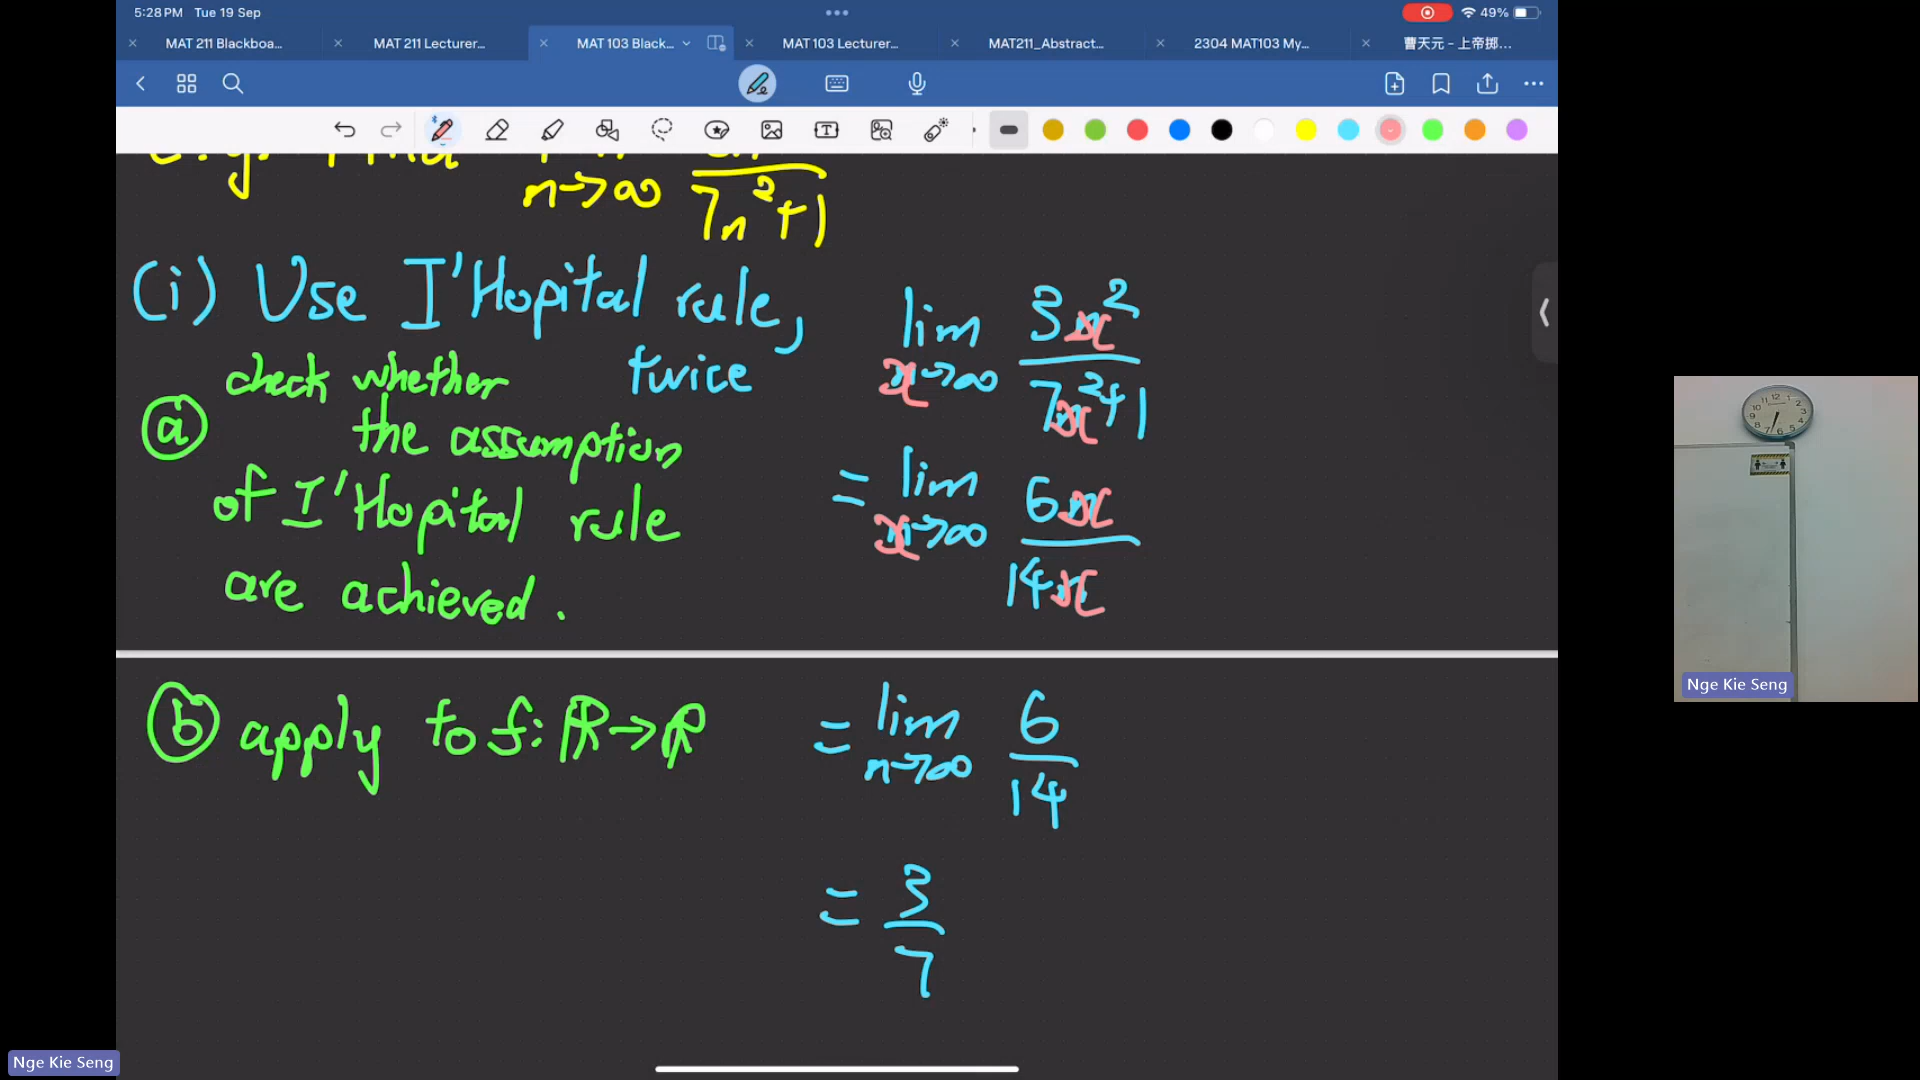 5:28 PM Tue 19 Sep
49%
MAT 211 Blackboa...
MAT 211 Lecturer...
MAT 103 Black...
MAT 103 Lecturer...
MAT211_Abstract...
2304 MAT103 My...
曹天元 - 上帝掷...
n→∞ 7n²+1
(i) Use I'Hopital rule,
twice
ⓐ check whether
the assumption
of I'Hopital rule
are achieved.
lim x→∞ 3x²/7x²+1
= lim x→∞ 6x/14x
ⓑ apply to f: ℝ→ℝ
= lim n→∞ 6/14
= 3/7
Nge Kie Seng
Nge Kie Seng